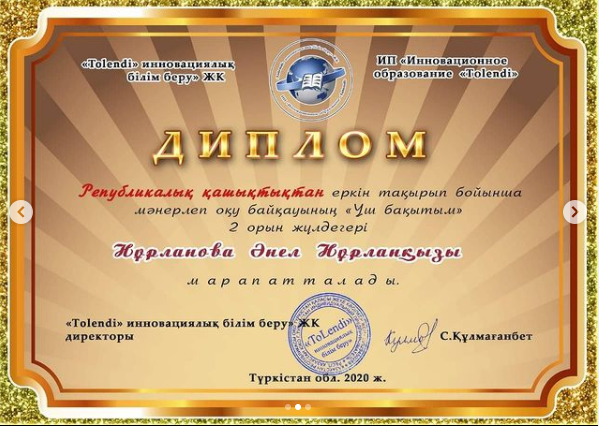 «Tolendi» инновациялық
білім беру» ЖК
ИП «Инновационное
образование «Tolendi»
ДИПЛОМ
Републикалық қашықтықтан еркін тақырып бойынша
мәнерлеп оқу байқауының «Үш бақытым»
2 орын жүлдегері
Нұрланова Әнел Нұрланқызы
марапатталады.
«Tolendi» инновациялық білім беру» ЖК
директоры
«ToLendi»
инновациялық
білім беру»
С.Құлмағанбет
Түркістан обл. 2020 ж.